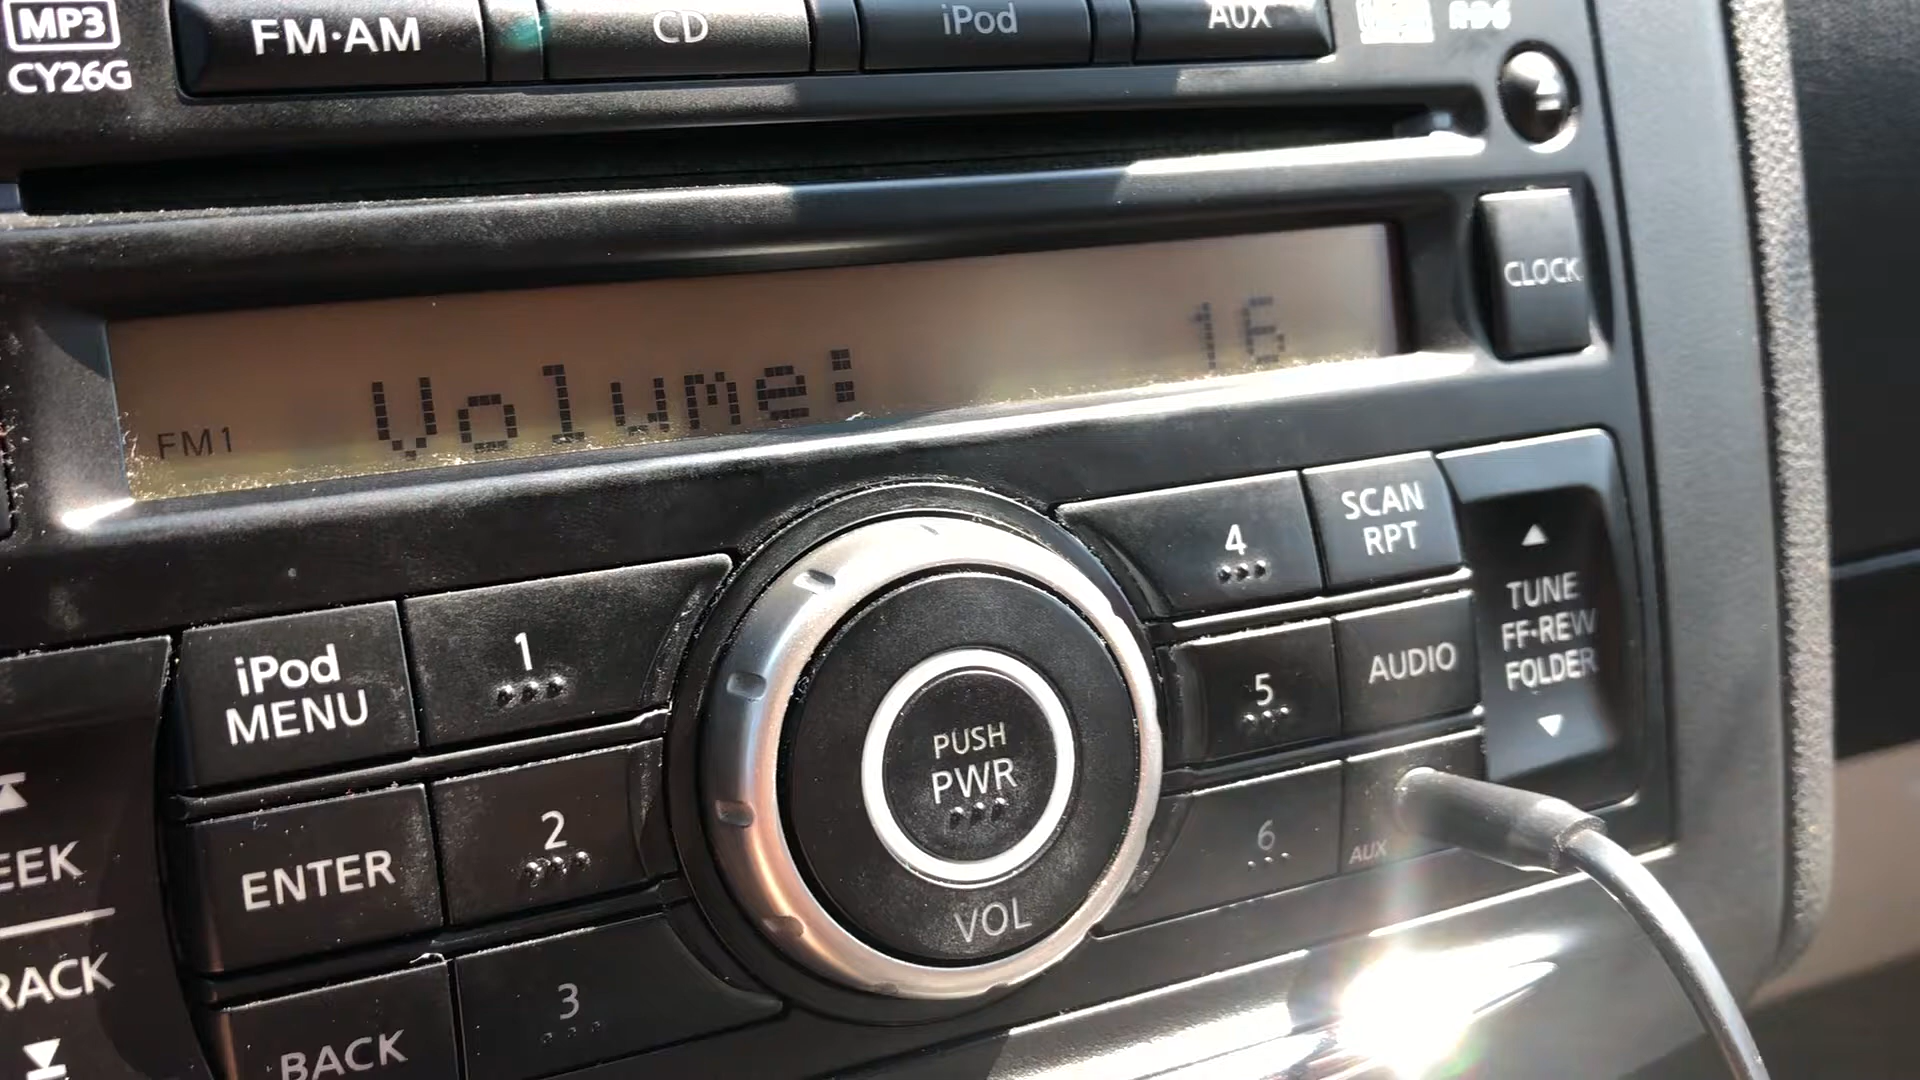 MP3
CY26G
FM·AM
CD
iPod
AUX
RDS
CLOCK
FM1
Volume: 16
iPod
MENU
1
4
SCAN
RPT
TUNE
FF·REW
FOLDER
5
AUDIO
PUSH
PWR
VOL
EEK
RACK
ENTER
2
6
AUX
BACK
3